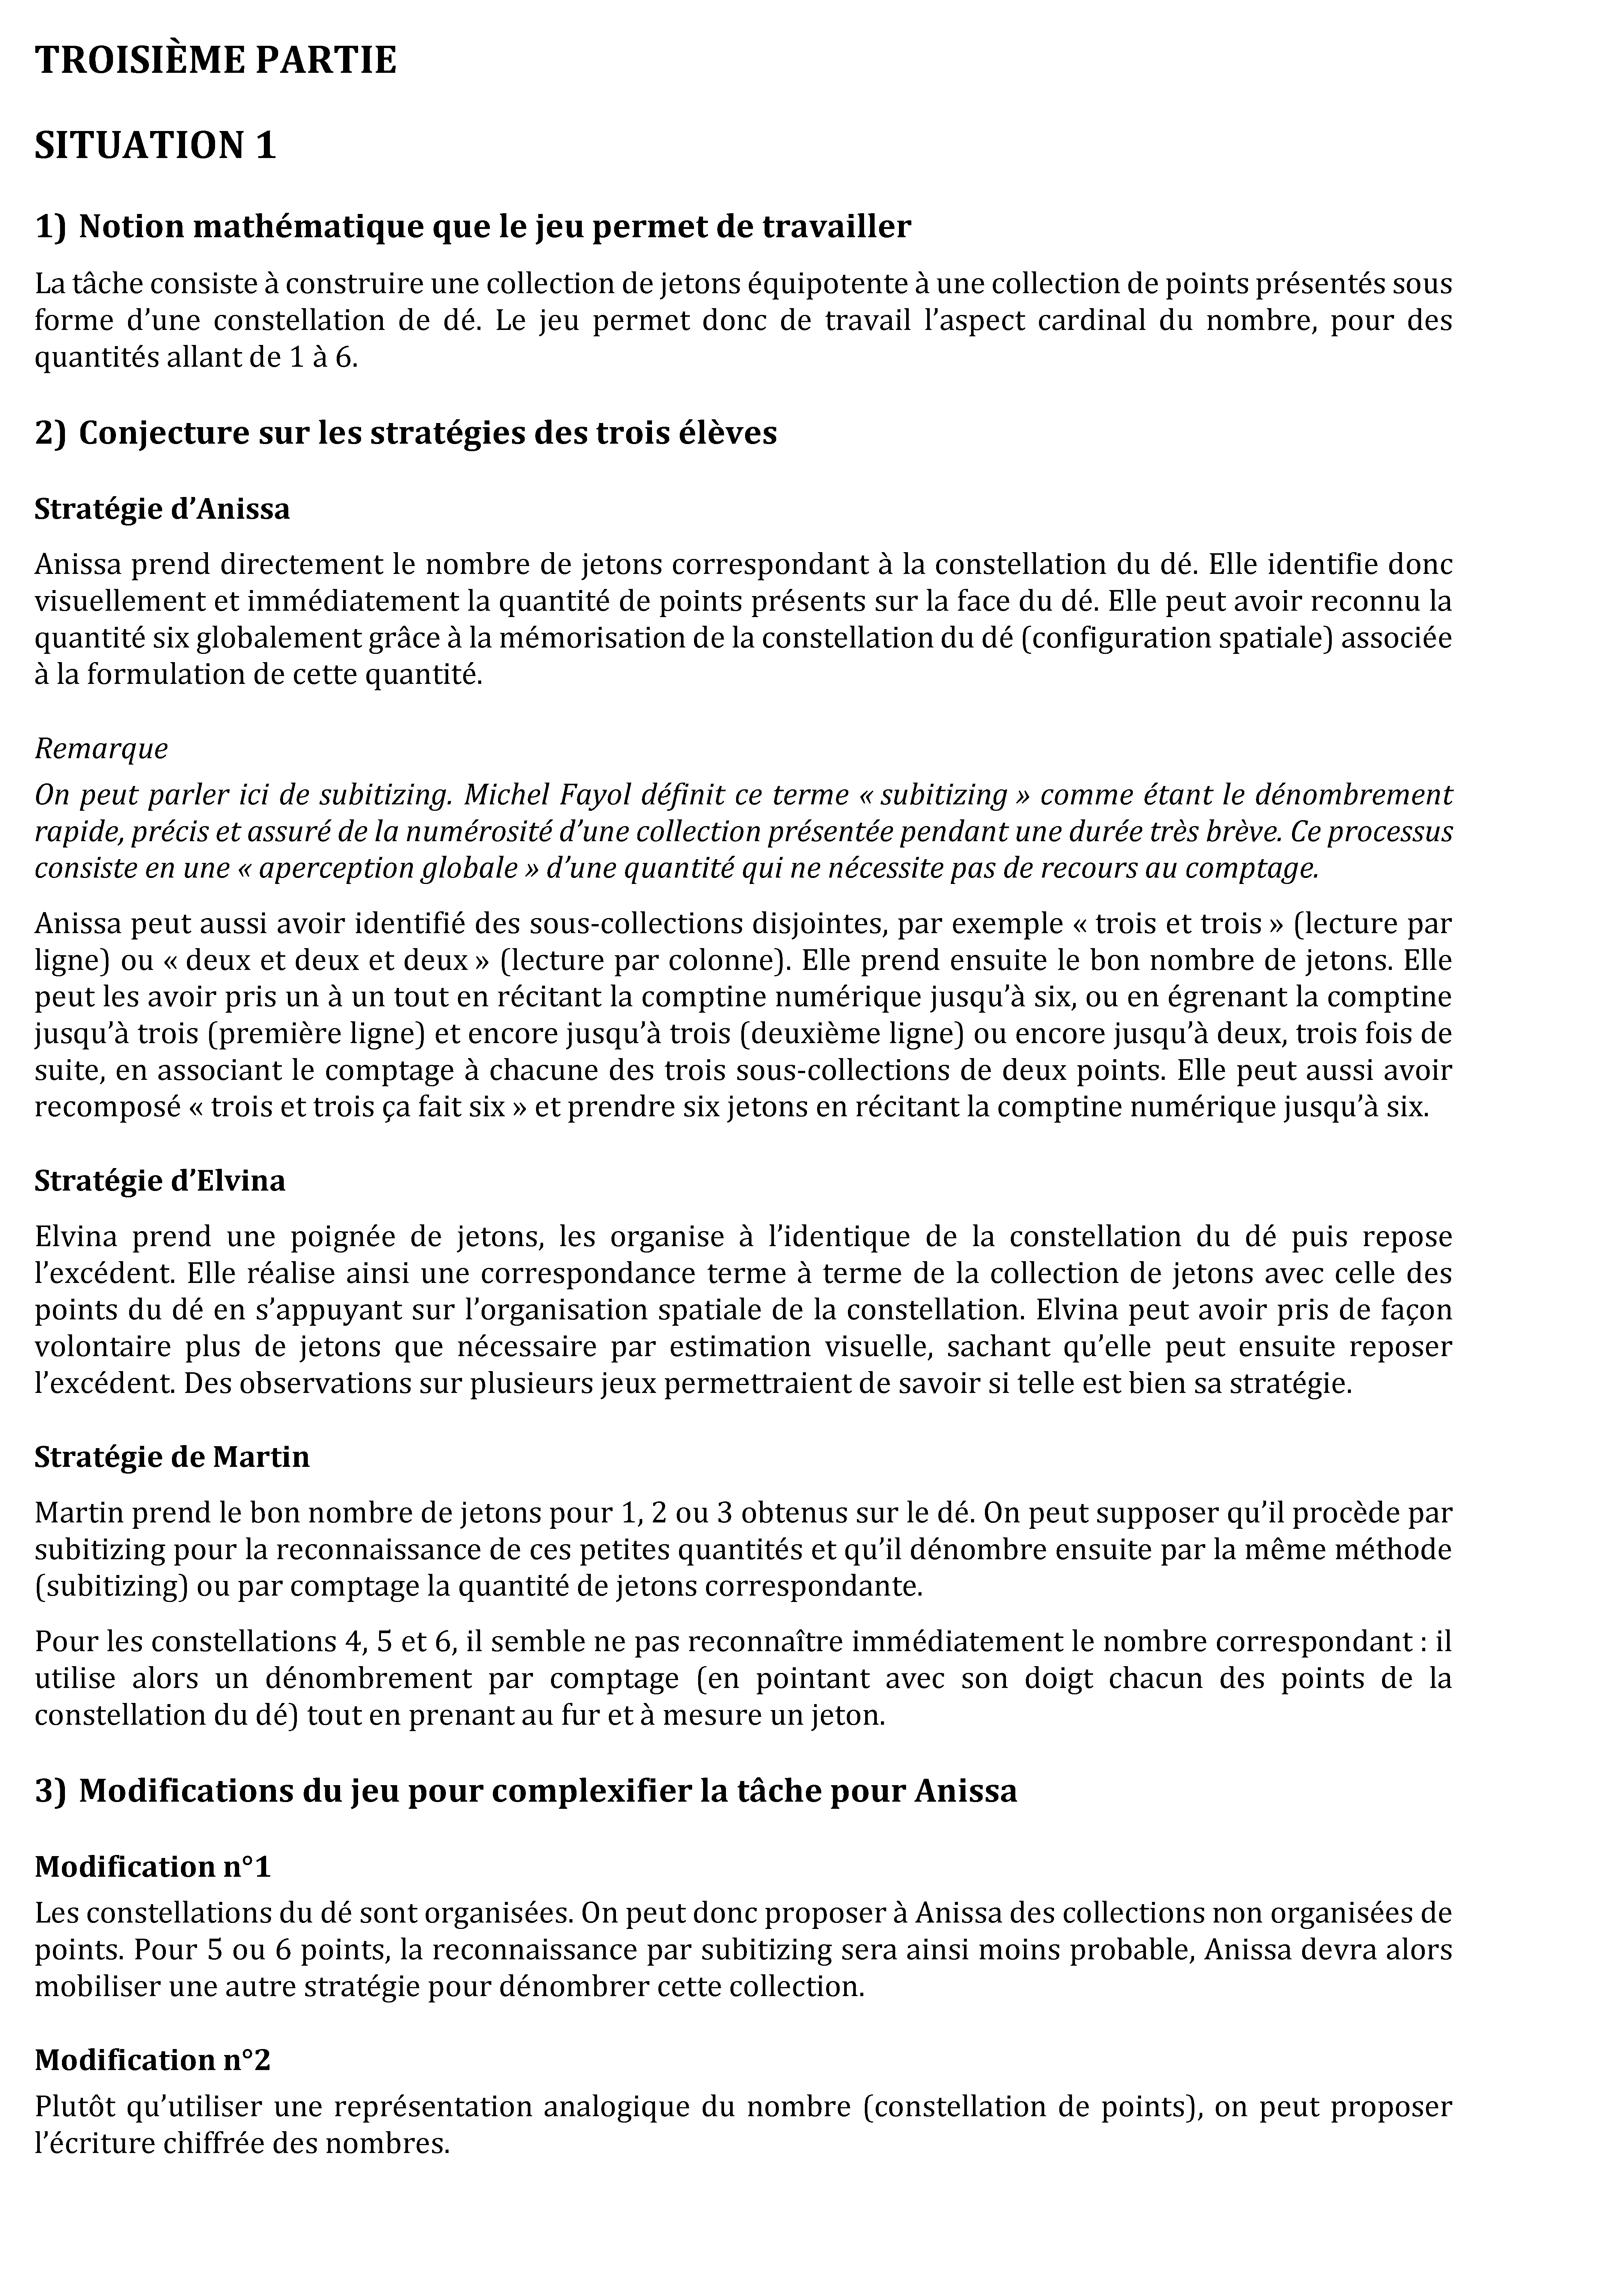 TROISIÈME PARTIE
SITUATION 1
1) Notion mathématique que le jeu permet de travailler
La tâche consiste à construire une collection de jetons équipotente à une collection de points présentés sous
forme d’une constellation de dé. Le jeu permet donc de travail l’aspect cardinal du nombre, pour des
quantités allant de 1 à 6.
2) Conjecture sur les stratégies des trois élèves
Stratégie d’Anissa
Anissa prend directement le nombre de jetons correspondant à la constellation du dé. Elle identifie donc
visuellement et immédiatement la quantité de points présents sur la face du dé. Elle peut avoir reconnu la
quantité six globalement grâce à la mémorisation de la constellation du dé (configuration spatiale) associée
à la formulation de cette quantité.
Remarque
On peut parler ici de subitizing. Michel Fayol définit ce terme « subitizing » comme étant le dénombrement
rapide, précis et assuré de la numérosité d’une collection présentée pendant une durée très brève. Ce processus
consiste en une « aperception globale » d’une quantité qui ne nécessite pas de recours au comptage.
Anissa peut aussi avoir identifié des sous-collections disjointes, par exemple « trois et trois » (lecture par
ligne) ou « deux et deux et deux » (lecture par colonne). Elle prend ensuite le bon nombre de jetons. Elle
peut les avoir pris un à un tout en récitant la comptine numérique jusqu’à six, ou en égrenant la comptine
jusqu’à trois (première ligne) et encore jusqu’à trois (deuxième ligne) ou encore jusqu’à deux, trois fois de
suite, en associant le comptage à chacune des trois sous-collections de deux points. Elle peut aussi avoir
recomposé « trois et trois ça fait six » et prendre six jetons en récitant la comptine numérique jusqu’à six.
Stratégie d’Elvina
Elvina prend une poignée de jetons, les organise à l’identique de la constellation du dé puis repose
l’excédent. Elle réalise ainsi une correspondance terme à terme de la collection de jetons avec celle des
points du dé en s’appuyant sur l’organisation spatiale de la constellation. Elvina peut avoir pris de façon
volontaire plus de jetons que nécessaire par estimation visuelle, sachant qu’elle peut ensuite reposer
l’excédent. Des observations sur plusieurs jeux permettraient de savoir si telle est bien sa stratégie.
Stratégie de Martin
Martin prend le bon nombre de jetons pour 1, 2 ou 3 obtenus sur le dé. On peut supposer qu’il procède par
subitizing pour la reconnaissance de ces petites quantités et qu’il dénombre ensuite par la même méthode
(subitizing) ou par comptage la quantité de jetons correspondante.
Pour les constellations 4, 5 et 6, il semble ne pas reconnaître immédiatement le nombre correspondant : il
utilise alors un dénombrement par comptage (en pointant avec son doigt chacun des points de la
constellation du dé) tout en prenant au fur et à mesure un jeton.
3) Modifications du jeu pour complexifier la tâche pour Anissa
Modification n°1
Les constellations du dé sont organisées. On peut donc proposer à Anissa des collections non organisées de
points. Pour 5 ou 6 points, la reconnaissance par subitizing sera ainsi moins probable, Anissa devra alors
mobiliser une autre stratégie pour dénombrer cette collection.
Modification n°2
Plutôt qu’utiliser une représentation analogique du nombre (constellation de points), on peut proposer
l’écriture chiffrée des nombres.